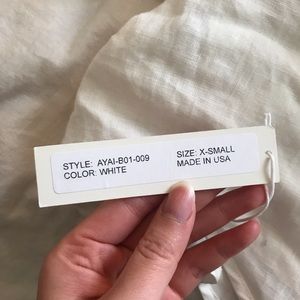 STYLE: AYAI-B01-009
COLOR: WHITE
SIZE: X-SMALL
MADE IN USA